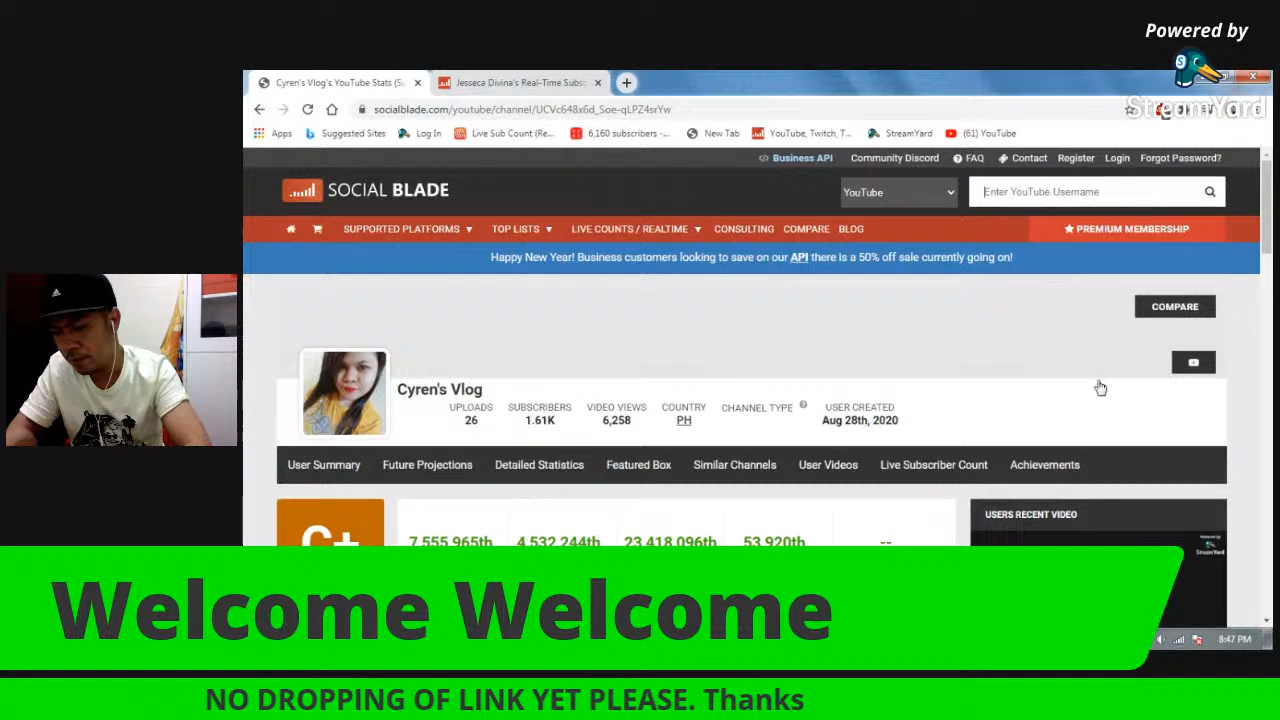 Powered by
StreamYard
Cyren's Vlog's YouTube Stats (S
Jesseca Divina's Real-Time Subs
socialblade.com/youtube/channel/UCVc648x6d_Soe-qLPZ4srYw
Apps
Suggested Sites
Log In
Live Sub Count (Re...
6,160 subscribers -...
New Tab
YouTube, Twitch, T...
StreamYard
(61) YouTube
Business API
Community Discord
FAQ
Contact
Register
Login
Forgot Password?
SOCIAL BLADE
YouTube
Enter YouTube Username
SUPPORTED PLATFORMS
TOP LISTS
LIVE COUNTS / REALTIME
CONSULTING
COMPARE
BLOG
PREMIUM MEMBERSHIP
Happy New Year! Business customers looking to save on our API there is a 50% off sale currently going on!
COMPARE
Cyren's Vlog
UPLOADS
26
SUBSCRIBERS
1.61K
VIDEO VIEWS
6,258
COUNTRY
PH
CHANNEL TYPE
USER CREATED
Aug 28th, 2020
User Summary
Future Projections
Detailed Statistics
Featured Box
Similar Channels
User Videos
Live Subscriber Count
Achievements
C+
7,555,965th
4,532,244th
23,418,096th
53,920th
--
USERS RECENT VIDEO
Welcome Welcome
8:47 PM
NO DROPPING OF LINK YET PLEASE. Thanks